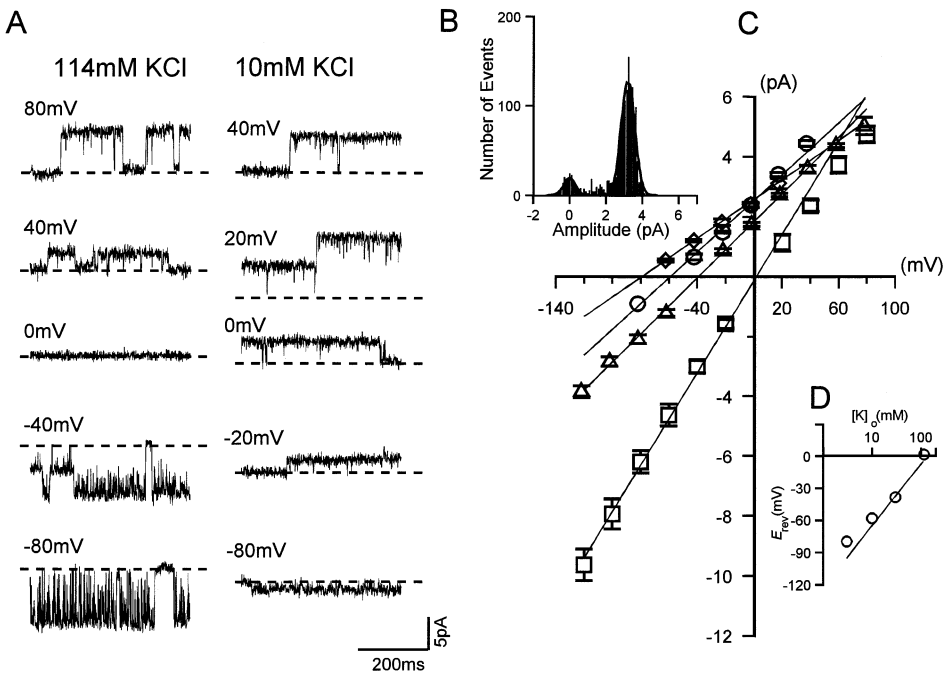 A
114mM KCl
10mM KCl
80mV
40mV
0mV
-40mV
-80mV
40mV
20mV
0mV
-20mV
-80mV
5pA
200ms
B
Number of Events
200
100
0
-2
0
2
4
6
Amplitude (pA)
C
(pA)
6
4
(mV)
-140
-40
20
60
100
-4
-6
-8
-10
-12
D
[K]o(mM)
10
100
0
-30
-60
-90
-120
Erev(mV)